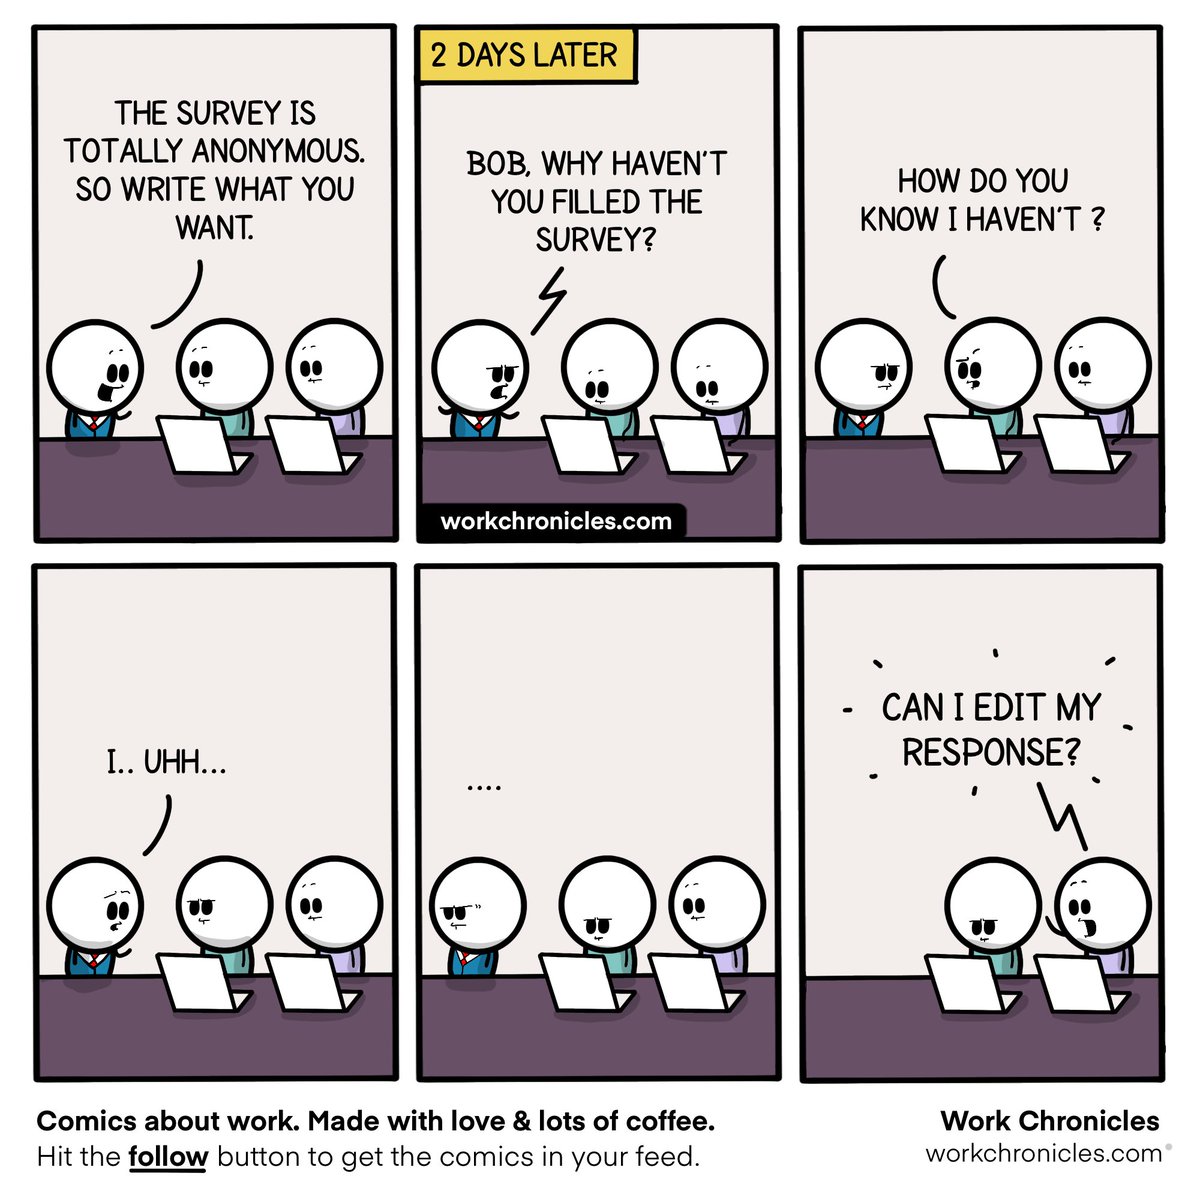 THE SURVEY IS
TOTALLY ANONYMOUS.
SO WRITE WHAT YOU
WANT.
2 DAYS LATER
BOB, WHY HAVEN'T
YOU FILLED THE
SURVEY?
workchronicles.com
HOW DO YOU
KNOW I HAVEN'T ?
I.. UHH...
....
CAN I EDIT MY
RESPONSE?
Comics about work. Made with love & lots of coffee.
Hit the follow button to get the comics in your feed.
Work Chronicles
workchronicles.com